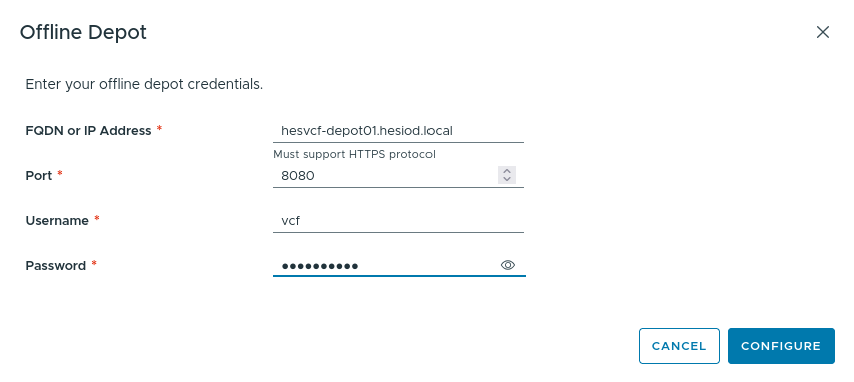 Offline Depot
Enter your offline depot credentials.
FQDN or IP Address * hesvcf-depot01.hesiod.local
Must support HTTPS protocol
Port * 8080
Username * vcf
Password * ••••••••••
CANCEL CONFIGURE